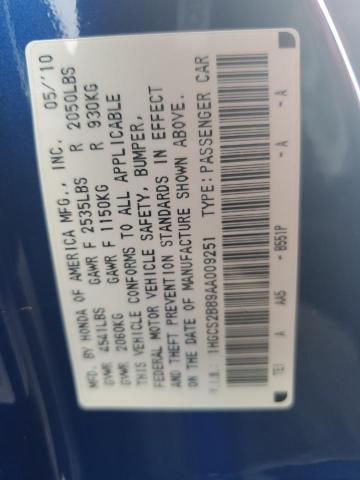 MFD. BY HONDA OF AMERICA MFG., INC. 05/'10
GAWR F 2535LBS R 2050LBS
GVWR 4541LBS GAWR F 1150KG R 930KG
GVWR 2060KG
THIS VEHICLE CONFORMS TO ALL APPLICABLE
FEDERAL MOTOR VEHICLE SAFETY, BUMPER,
AND THEFT PREVENTION STANDARDS IN EFFECT
ON THE DATE OF MANUFACTURE SHOWN ABOVE.
V.I.N. 1HGCS2B89AA009251 TYPE: PASSENGER CAR
TE1 A AA5 - B551P - A - A